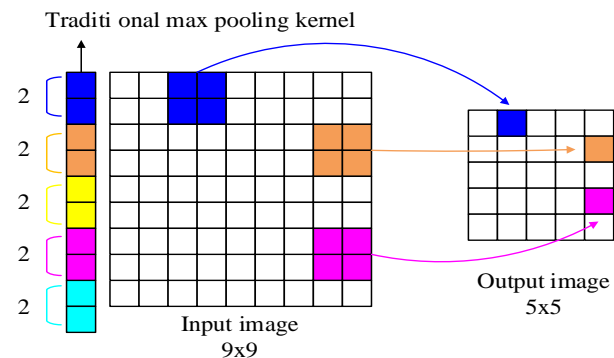 Traditi onal max pooling kernel
2
2
2
2
2
Input image
9x9
Output image
5x5